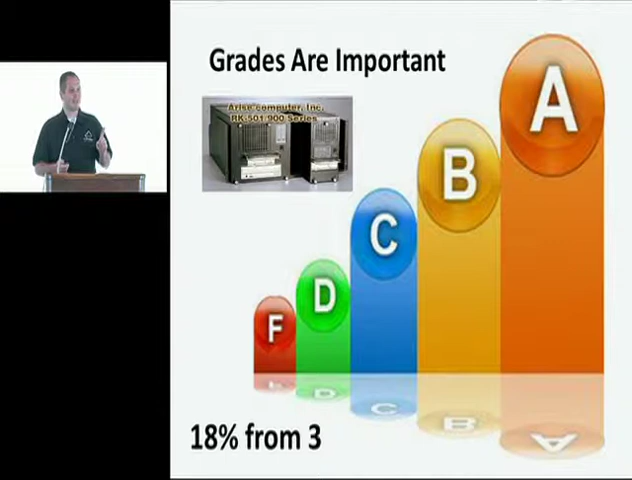 Grades Are Important
Arise computer, Inc.
RK-501/900 Series
A
B
C
D
F
18% from 3